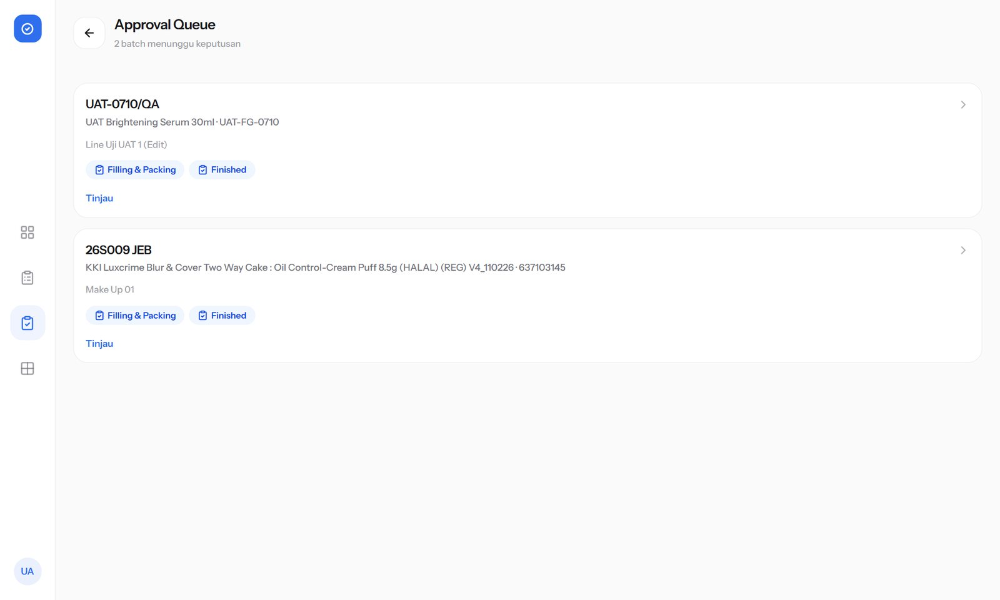 Approval Queue
2 batch menunggu keputusan
UAT-0710/QA
UAT Brightening Serum 30ml · UAT-FG-0710
Line Uji UAT 1 (Edit)
Filling & Packing
Finished
Tinjau
26S009 JEB
KKI Luxcrime Blur & Cover Two Way Cake : Oil Control-Cream Puff 8.5g (HALAL) (REG) V4_110226 · 637103145
Make Up 01
Filling & Packing
Finished
Tinjau
UA